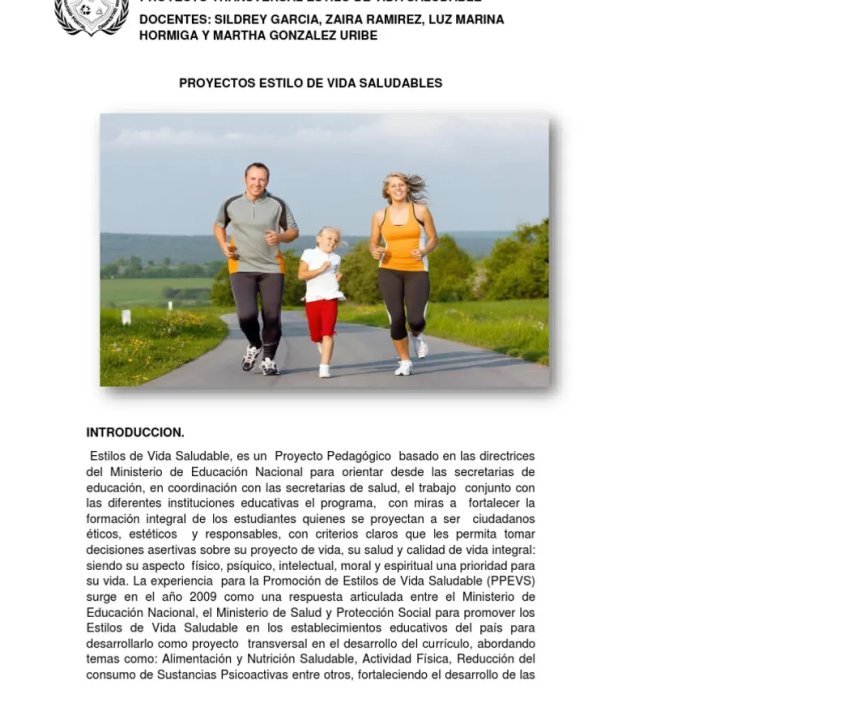 PROYECTO TRANSVERSAL ESTILO DE VIDA SALUDABLE
DOCENTES: SILDREY GARCIA, ZAIRA RAMIREZ, LUZ MARINA
HORMIGA Y MARTHA GONZALEZ URIBE
PROYECTOS ESTILO DE VIDA SALUDABLES
INTRODUCCION.
Estilos de Vida Saludable, es un Proyecto Pedagógico basado en las directrices
del Ministerio de Educación Nacional para orientar desde las secretarias de
educación, en coordinación con las secretarias de salud, el trabajo conjunto con
las diferentes instituciones educativas el programa, con miras a fortalecer la
formación integral de los estudiantes quienes se proyectan a ser ciudadanos
éticos, estéticos y responsables, con criterios claros que les permita tomar
decisiones asertivas sobre su proyecto de vida, su salud y calidad de vida integral:
siendo su aspecto físico, psíquico, intelectual, moral y espiritual una prioridad para
su vida. La experiencia para la Promoción de Estilos de Vida Saludable (PPEVS)
surge en el año 2009 como una respuesta articulada entre el Ministerio de
Educación Nacional, el Ministerio de Salud y Protección Social para promover los
Estilos de Vida Saludable en los establecimientos educativos del país para
desarrollarlo como proyecto transversal en el desarrollo del currículo, abordando
temas como: Alimentación y Nutrición Saludable, Actividad Física, Reducción del
consumo de Sustancias Psicoactivas entre otros, fortaleciendo el desarrollo de las